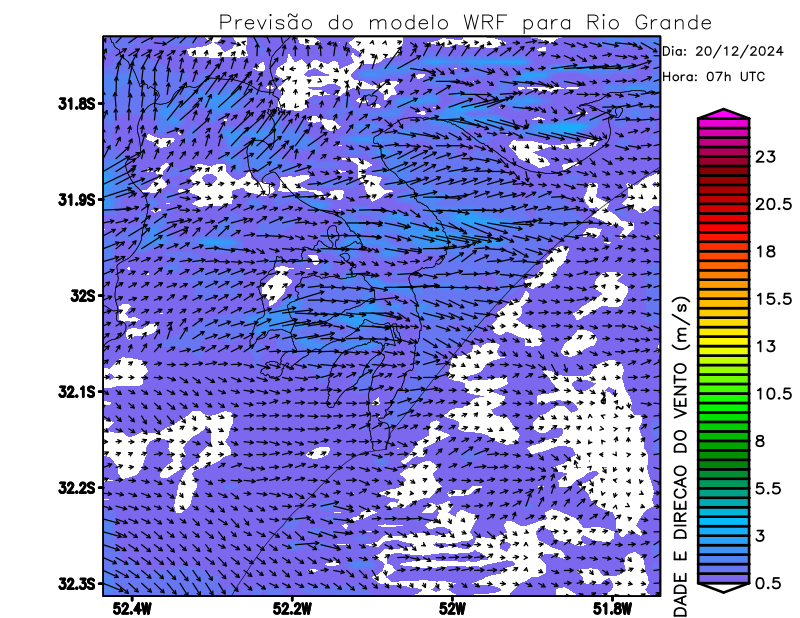 Previsão do modelo WRF para Rio Grande
Dia: 20/12/2024
Hora: 07h UTC
31.8S
31.9S
32S
32.1S
32.2S
32.3S
52.4W
52.2W
52W
51.8W
DADE E DIRECAO DO VENTO (m/s)
23
20.5
18
15.5
13
10.5
8
5.5
3
0.5